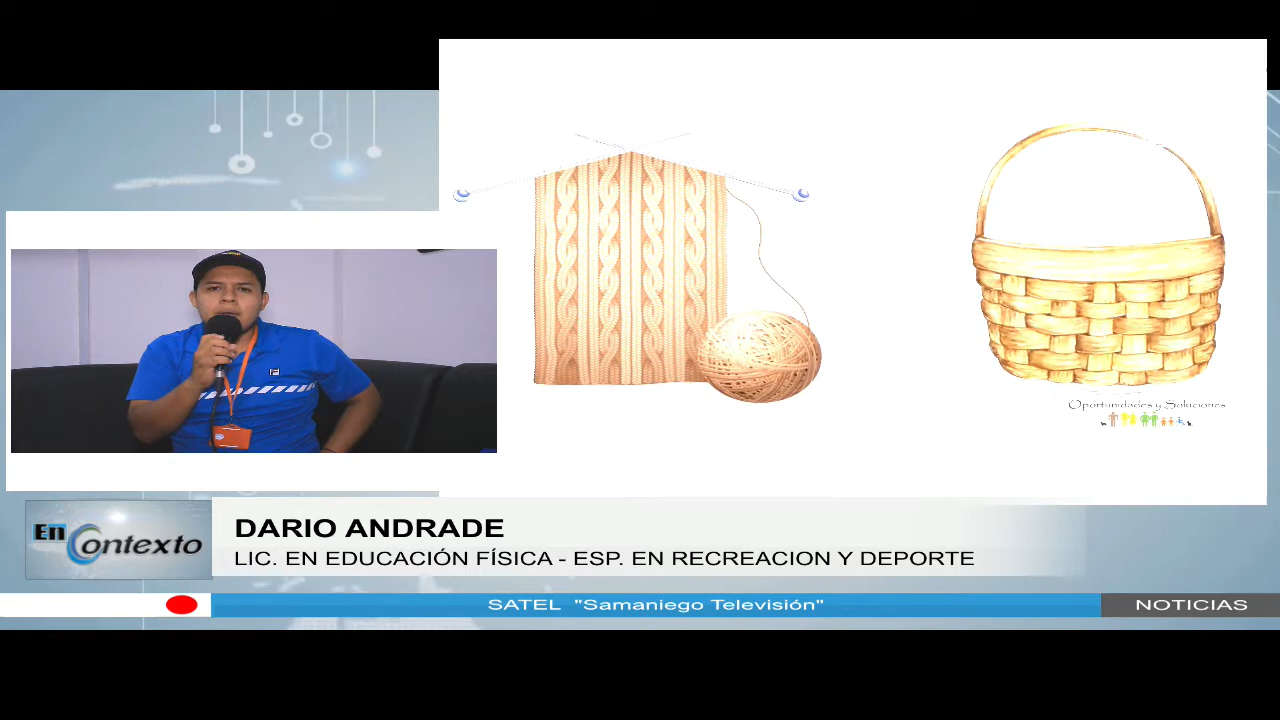 Oportunidades y Soluciones
En Contexto
DARIO ANDRADE
LIC. EN EDUCACIÓN FÍSICA - ESP. EN RECREACION Y DEPORTE
SATEL "Samaniego Televisión"
NOTICIAS